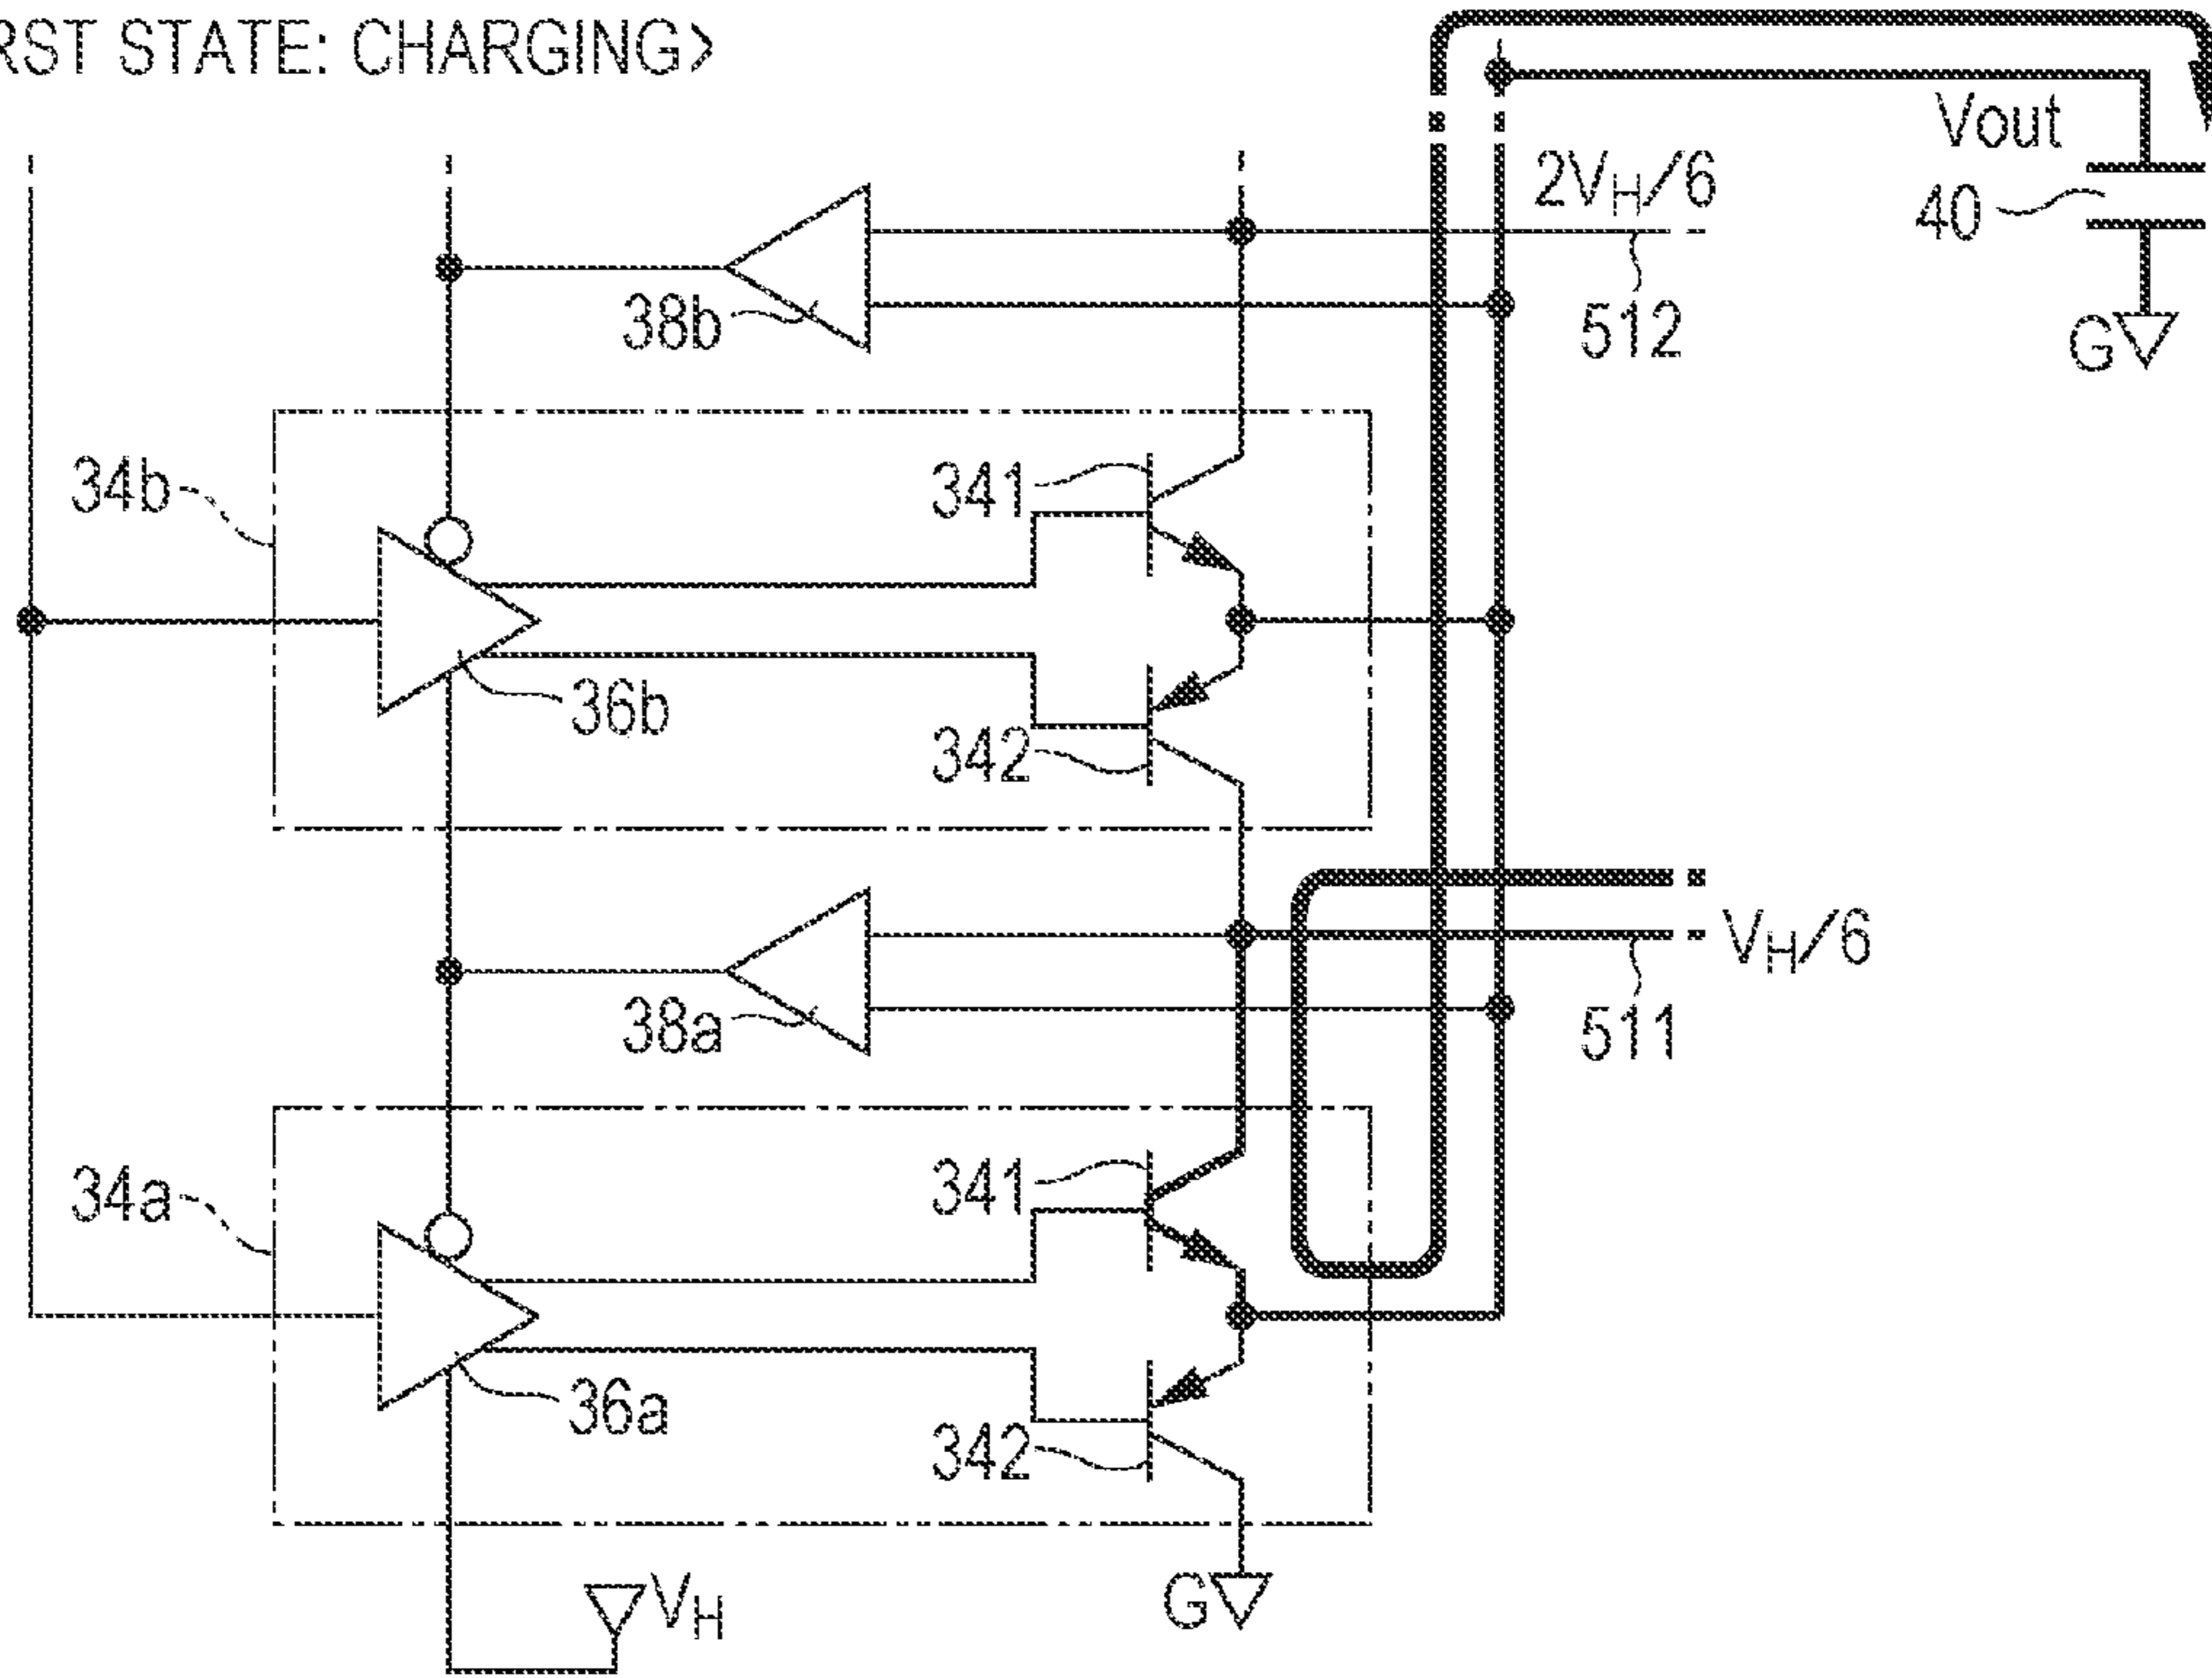 RST STATE: CHARGING>
Vout
2VH/6
40
38b
512
G
34b
341
36b
342
VH/6
38a
511
34a
341
36a
342
VH
G